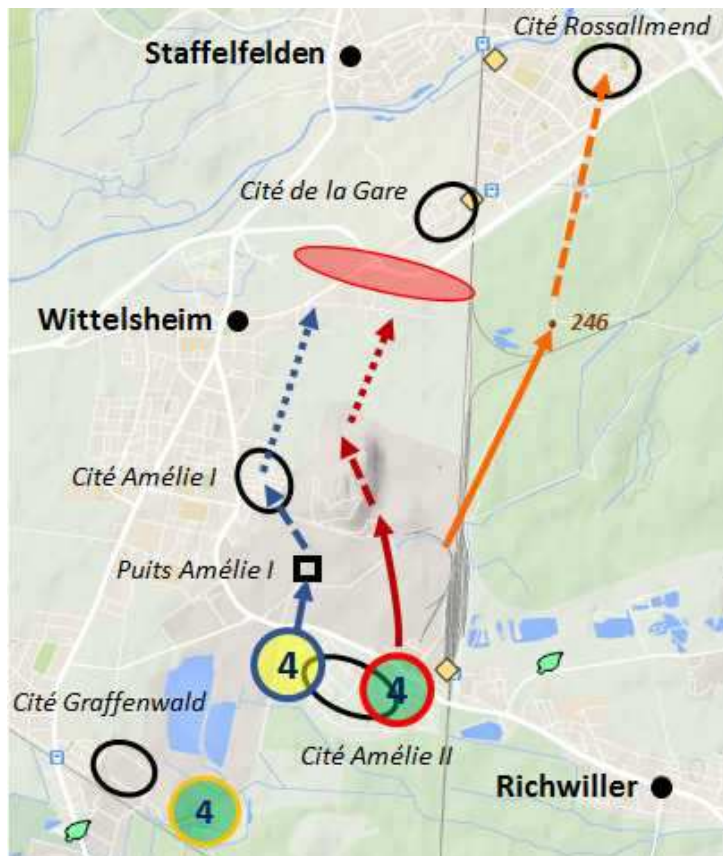 Cité Rossallmend
Staffelfelden
Cité de la Gare
Wittelsheim
246
Cité Amélie I
Puits Amélie I
4
4
Cité Graffenwald
Cité Amélie II
Richwiller
4